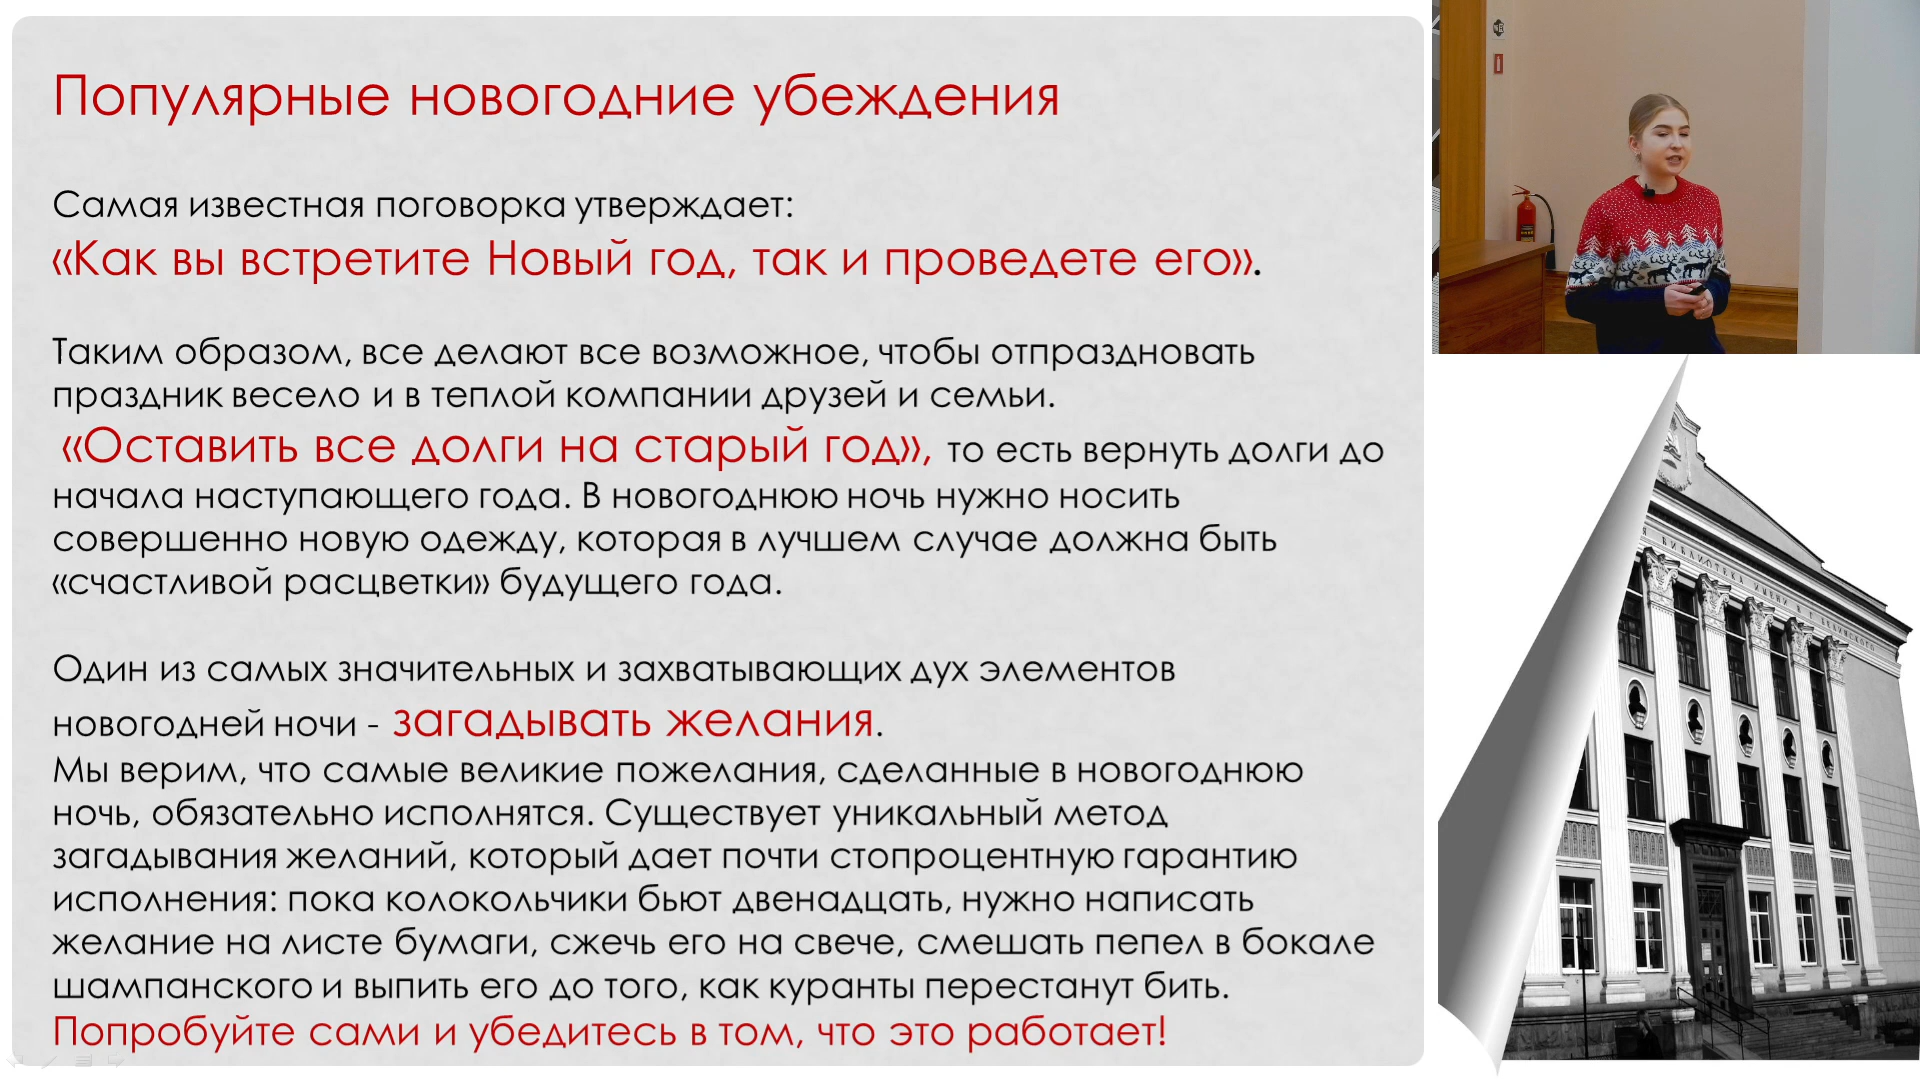 Популярные новогодние убеждения
Самая известная поговорка утверждает:
«Как вы встретите Новый год, так и проведете его».
Таким образом, все делают все возможное, чтобы отпраздновать
праздник весело и в теплой компании друзей и семьи.
«Оставить все долги на старый год», то есть вернуть долги до
начала наступающего года. В новогоднюю ночь нужно носить
совершенно новую одежду, которая в лучшем случае должна быть
«счастливой расцветки» будущего года.
Один из самых значительных и захватывающих дух элементов
новогодней ночи - загадывать желания.
Мы верим, что самые великие пожелания, сделанные в новогоднюю
ночь, обязательно исполнятся. Существует уникальный метод
загадывания желаний, который дает почти стопроцентную гарантию
исполнения: пока колокольчики бьют двенадцать, нужно написать
желание на листе бумаги, сжечь его на свече, смешать пепел в бокале
шампанского и выпить его до того, как куранты перестанут бить.
Попробуйте сами и убедитесь в том, что это работает!
БИБЛИОТЕКА ИМЕНИ В. Г. БЕЛИНСКОГО